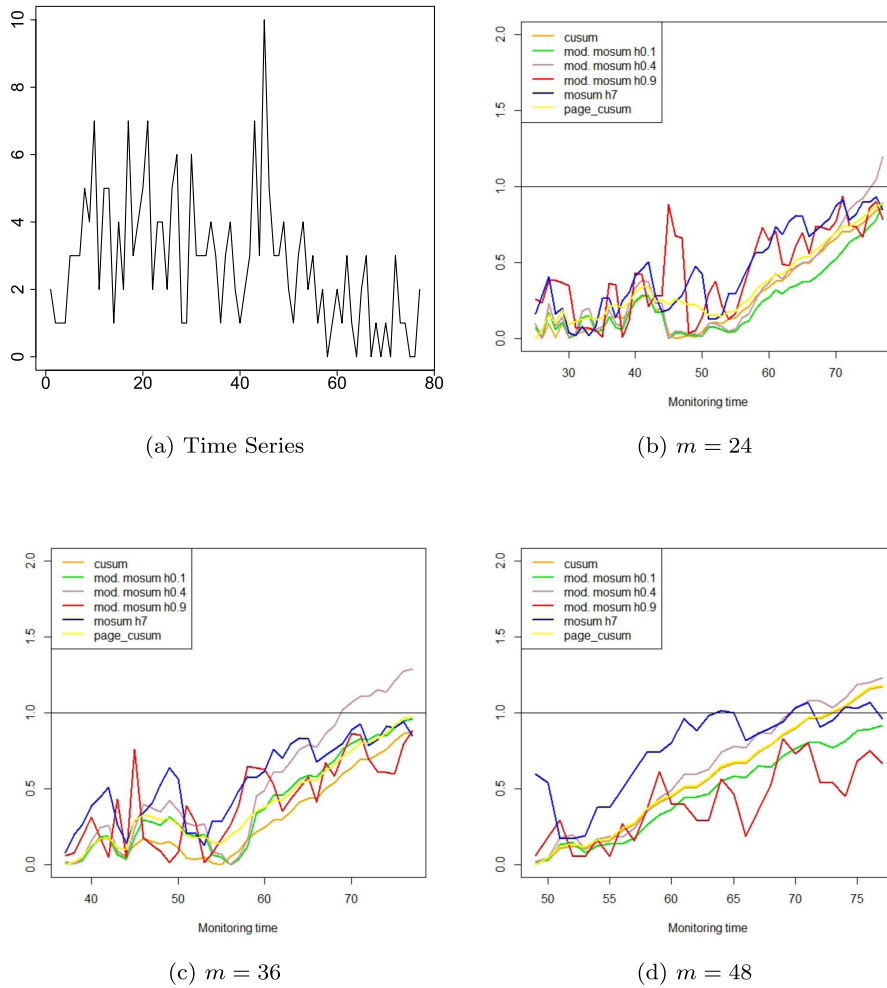 10
8
6
4
2
0
0
20
40
60
80
(a) Time Series
2.0
1.5
1.0
0.5
0.0
cusum
mod. mosum h0.1
mod. mosum h0.4
mod. mosum h0.9
mosum h7
page_cusum
30
40
50
60
70
Monitoring time
(b) m = 24
2.0
1.5
1.0
0.5
0.0
cusum
mod. mosum h0.1
mod. mosum h0.4
mod. mosum h0.9
mosum h7
page_cusum
40
50
60
70
Monitoring time
(c) m = 36
2.0
1.5
1.0
0.5
0.0
cusum
mod. mosum h0.1
mod. mosum h0.4
mod. mosum h0.9
mosum h7
page_cusum
50
55
60
65
70
75
Monitoring time
(d) m = 48